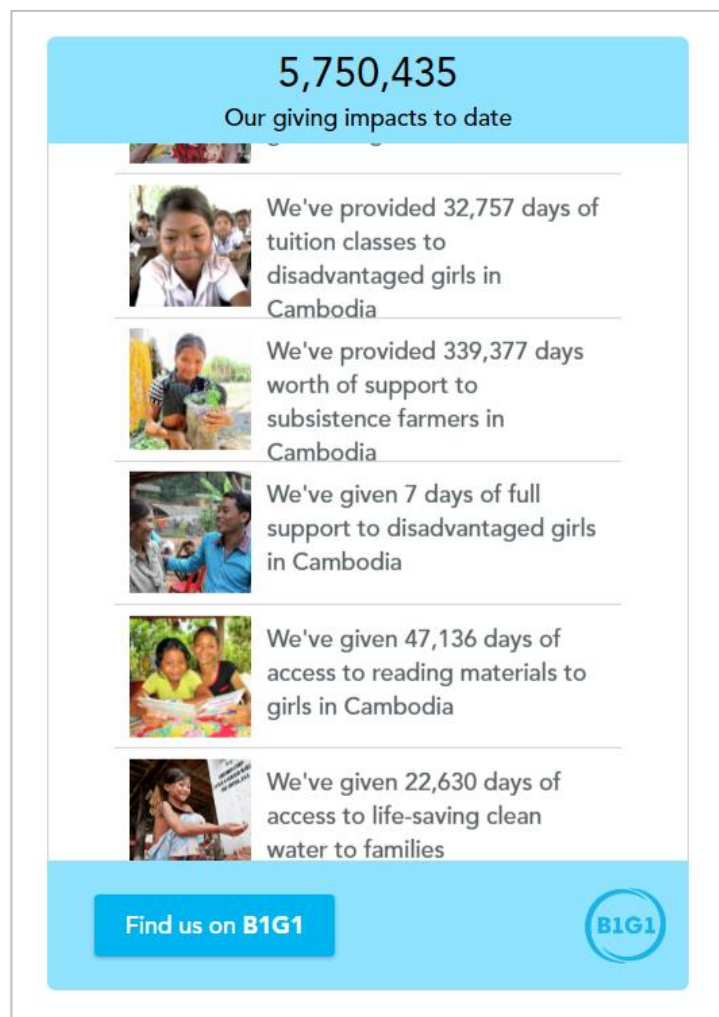 5,750,435
Our giving impacts to date
We've provided 32,757 days of
tuition classes to
disadvantaged girls in
Cambodia
We've provided 339,377 days
worth of support to
subsistence farmers in
Cambodia
We've given 7 days of full
support to disadvantaged girls
in Cambodia
We've given 47,136 days of
access to reading materials to
girls in Cambodia
We've given 22,630 days of
access to life-saving clean
water to families
Find us on B1G1
B1G1